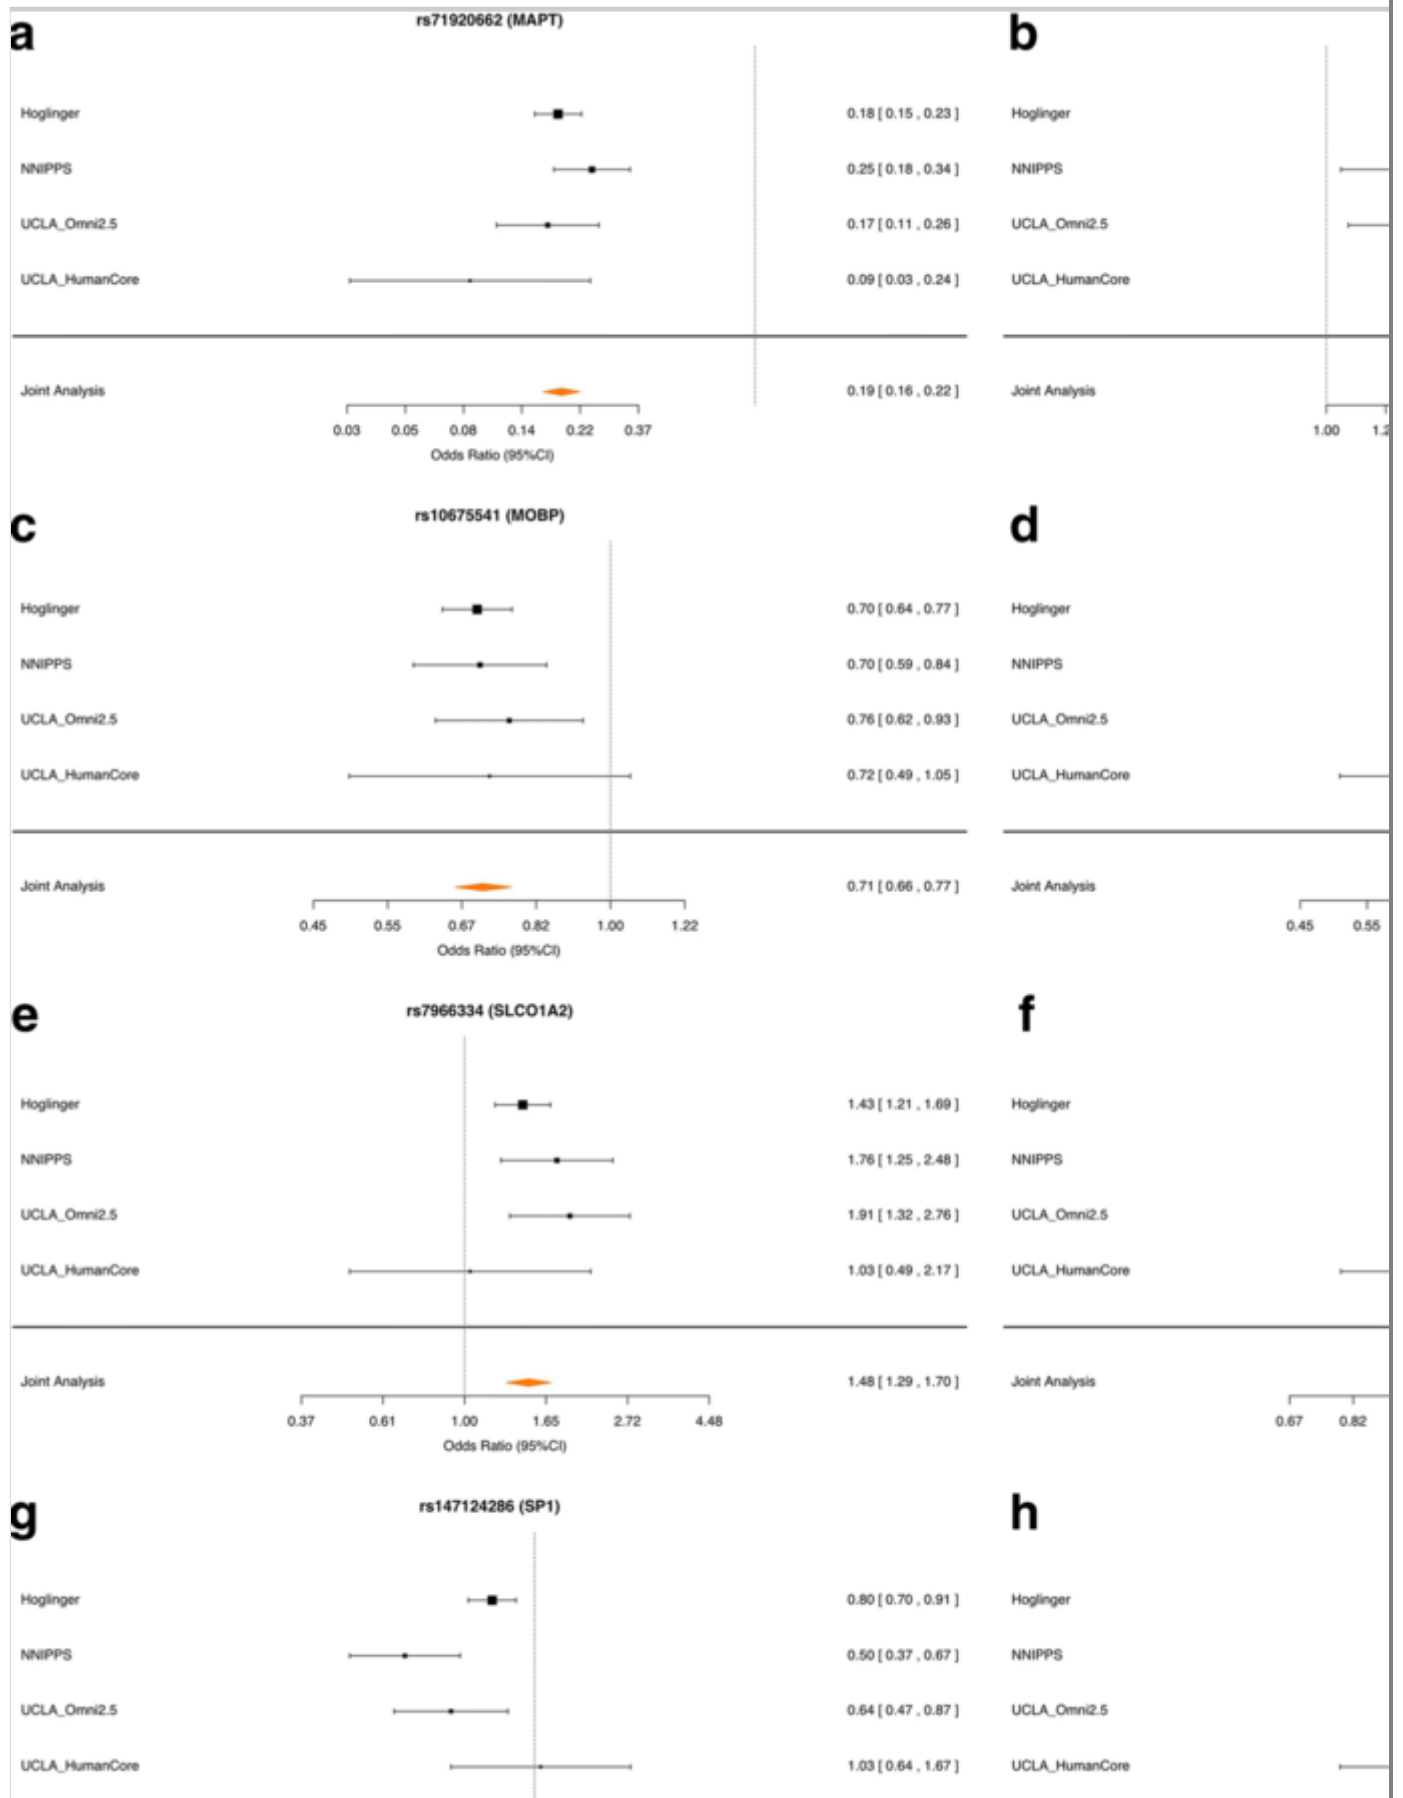 a
rs71920662 (MAPT)
Hoglinger 0.18 [ 0.15 , 0.23 ]
NNIPPS 0.25 [ 0.18 , 0.34 ]
UCLA_Omni2.5 0.17 [ 0.11 , 0.26 ]
UCLA_HumanCore 0.09 [ 0.03 , 0.24 ]
Joint Analysis 0.19 [ 0.16 , 0.22 ]
0.03 0.05 0.08 0.14 0.22 0.37
Odds Ratio (95%CI)
b
Hoglinger
NNIPPS
UCLA_Omni2.5
UCLA_HumanCore
Joint Analysis
1.00 1.2
c
rs10675541 (MOBP)
Hoglinger 0.70 [ 0.64 , 0.77 ]
NNIPPS 0.70 [ 0.59 , 0.84 ]
UCLA_Omni2.5 0.76 [ 0.62 , 0.93 ]
UCLA_HumanCore 0.72 [ 0.49 , 1.05 ]
Joint Analysis 0.71 [ 0.66 , 0.77 ]
0.45 0.55 0.67 0.82 1.00 1.22
Odds Ratio (95%CI)
d
Hoglinger
NNIPPS
UCLA_Omni2.5
UCLA_HumanCore
Joint Analysis
0.45 0.55
e
rs7966334 (SLCO1A2)
Hoglinger 1.43 [ 1.21 , 1.69 ]
NNIPPS 1.76 [ 1.25 , 2.48 ]
UCLA_Omni2.5 1.91 [ 1.32 , 2.76 ]
UCLA_HumanCore 1.03 [ 0.49 , 2.17 ]
Joint Analysis 1.48 [ 1.29 , 1.70 ]
0.37 0.61 1.00 1.65 2.72 4.48
Odds Ratio (95%CI)
f
Hoglinger
NNIPPS
UCLA_Omni2.5
UCLA_HumanCore
Joint Analysis
0.67 0.82
g
rs147124286 (SP1)
Hoglinger 0.80 [ 0.70 , 0.91 ]
NNIPPS 0.50 [ 0.37 , 0.67 ]
UCLA_Omni2.5 0.64 [ 0.47 , 0.87 ]
UCLA_HumanCore 1.03 [ 0.64 , 1.67 ]
h
Hoglinger
NNIPPS
UCLA_Omni2.5
UCLA_HumanCore